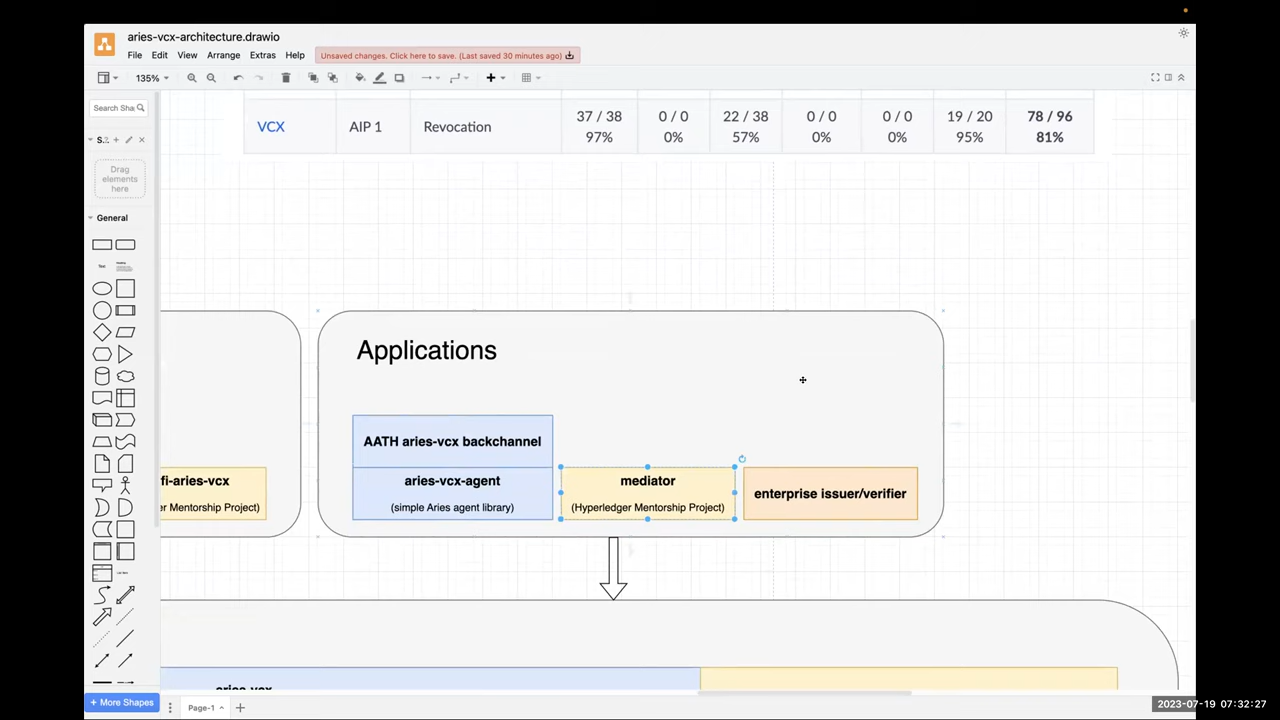 aries-vcx-architecture.drawio
File Edit View Arrange Extras Help Unsaved changes. Click here to save. (Last saved 30 minutes ago)
135%
Search Sha
Drag
elements
here
General
VCX AIP 1 Revocation
37 / 38 0 / 0 22 / 38 0 / 0 0 / 0 19 / 20 78 / 96
97% 0% 57% 0% 0% 95% 81%
Applications
AATH aries-vcx backchannel
fi-aries-vcx
er Mentorship Project)
aries-vcx-agent
(simple Aries agent library)
mediator
(Hyperledger Mentorship Project)
enterprise issuer/verifier
aries-vcx
+ More Shapes
Page-1
2023-07-19 07:32:27